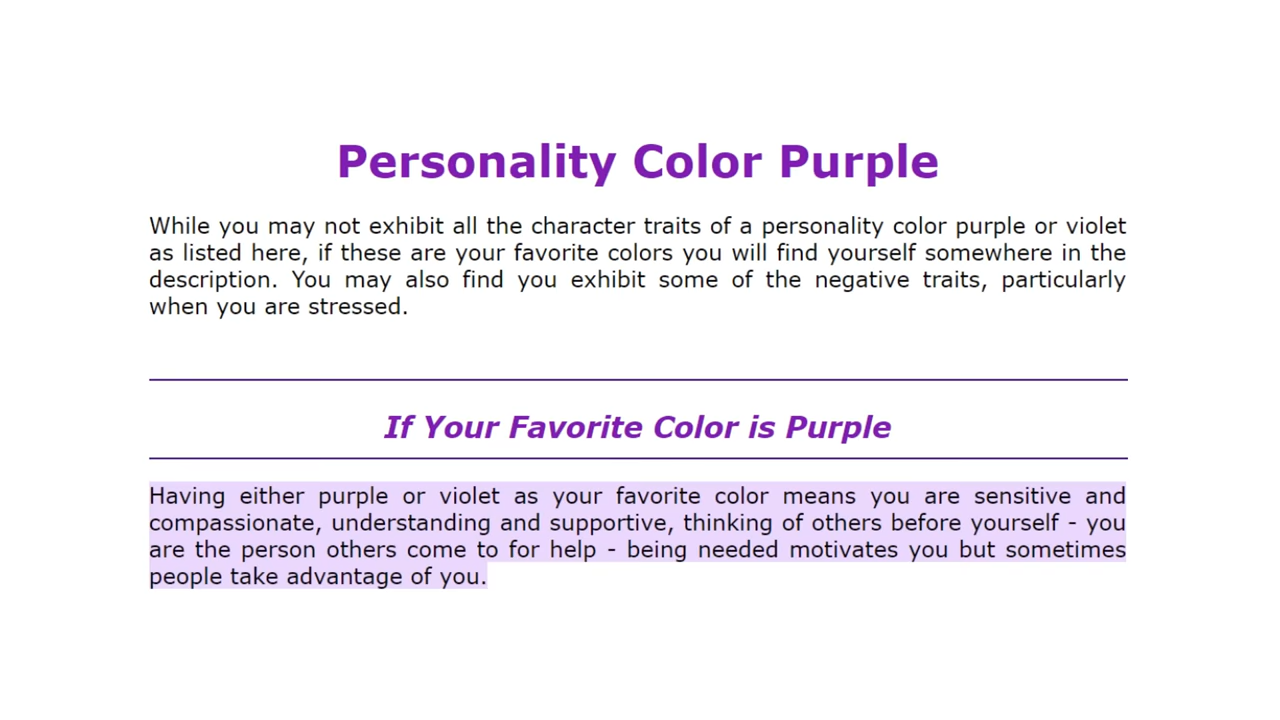 Personality Color Purple
While you may not exhibit all the character traits of a personality color purple or violet
as listed here, if these are your favorite colors you will find yourself somewhere in the
description. You may also find you exhibit some of the negative traits, particularly
when you are stressed.
If Your Favorite Color is Purple
Having either purple or violet as your favorite color means you are sensitive and
compassionate, understanding and supportive, thinking of others before yourself - you
are the person others come to for help - being needed motivates you but sometimes
people take advantage of you.